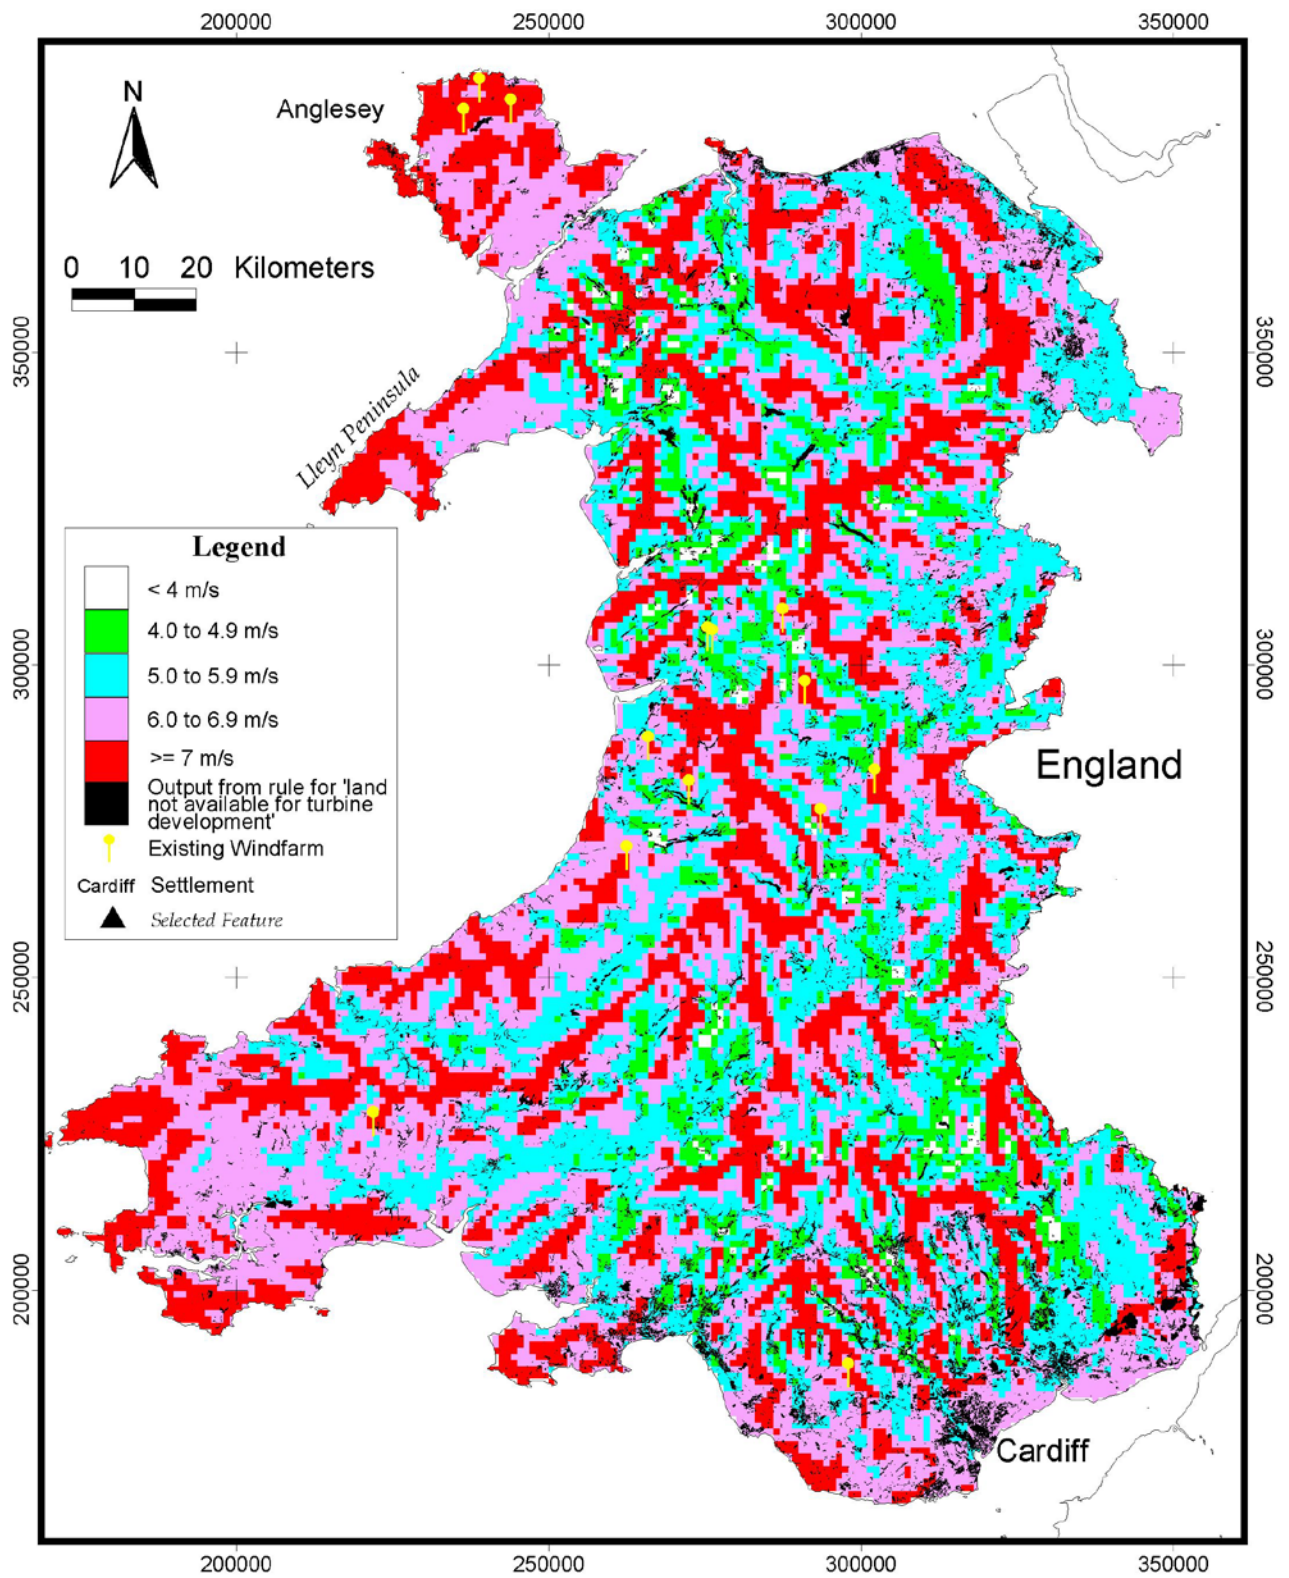 200000 250000 300000 350000
N
Anglesey
0 10 20 Kilometers
350000 350000
Lleyn Peninsula
Legend
< 4 m/s
4.0 to 4.9 m/s
5.0 to 5.9 m/s
6.0 to 6.9 m/s
>= 7 m/s
Output from rule for 'land
not available for turbine
development'
Existing Windfarm
Cardiff Settlement
Selected Feature
300000 300000
England
250000 250000
200000 200000
Cardiff
200000 250000 300000 350000